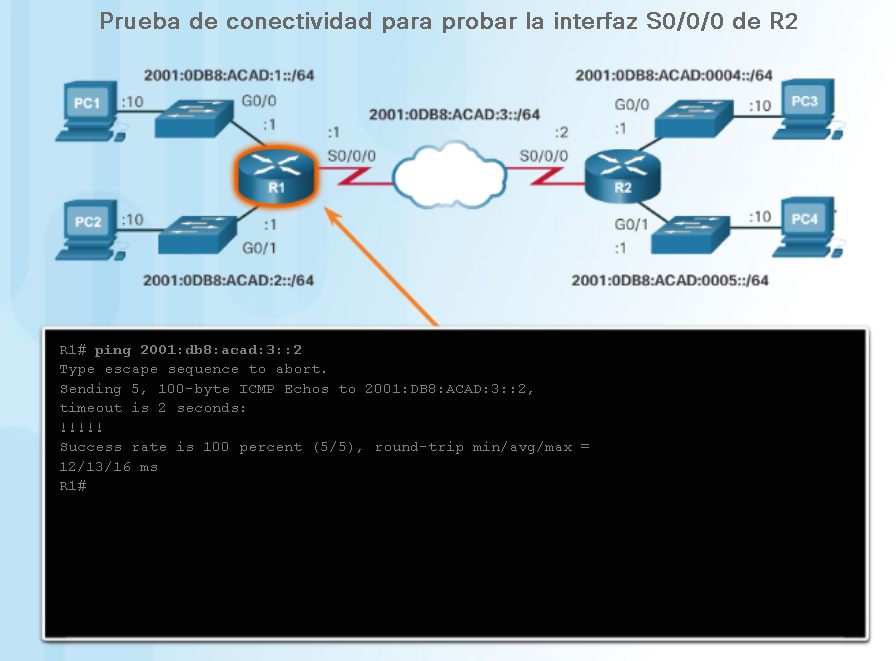 Prueba de conectividad para probar la interfaz S0/0/0 de R2
2001:0DB8:ACAD:1::/64
2001:0DB8:ACAD:0004::/64
PC1
:10
G0/0
:1
2001:0DB8:ACAD:3::/64
G0/0
:1
:10
PC3
:1
S0/0/0
:2
S0/0/0
R1
R2
PC2
:10
:1
G0/1
G0/1
:1
:10
PC4
2001:0DB8:ACAD:2::/64
2001:0DB8:ACAD:0005::/64
R1# ping 2001:db8:acad:3::2
Type escape sequence to abort.
Sending 5, 100-byte ICMP Echos to 2001:DB8:ACAD:3::2,
timeout is 2 seconds:
!!!!!
Success rate is 100 percent (5/5), round-trip min/avg/max =
12/13/16 ms
R1#